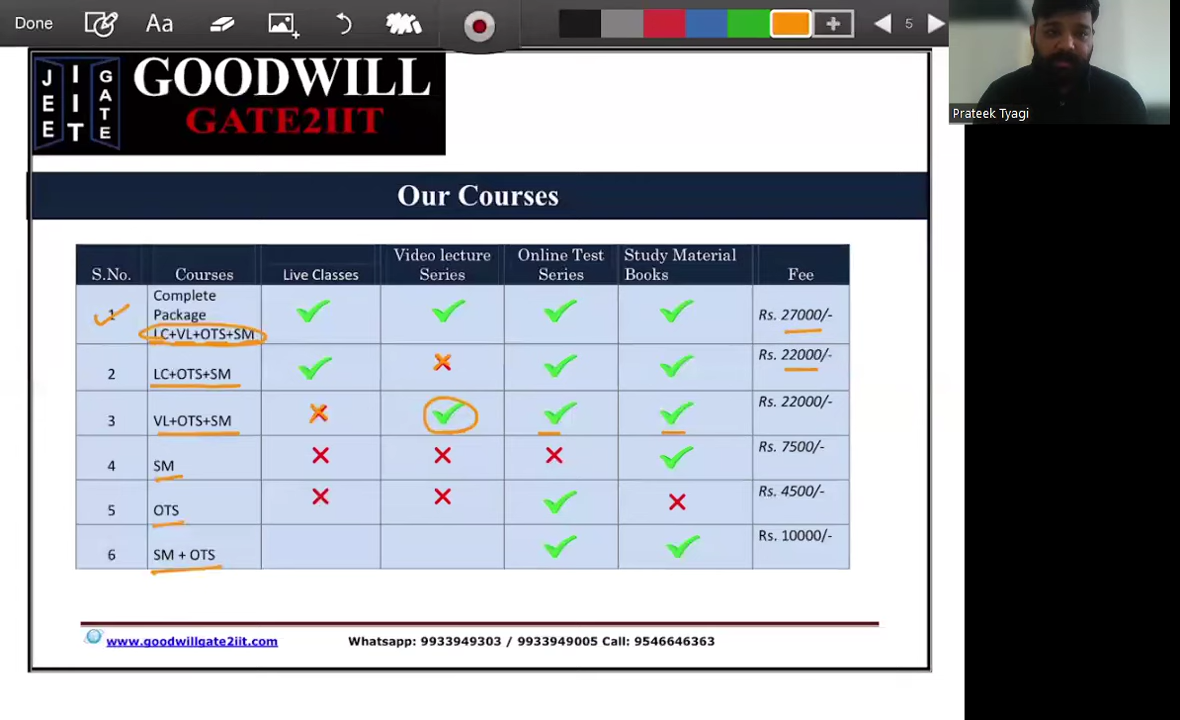 Done
Aa
5
Prateek Tyagi
JEE
IIT
GATE
GOODWILL
GATE2IIT
Our Courses
S.No. Courses Live Classes Video lecture Series Online Test Series Study Material Books Fee
1 Complete Package LC+VL+OTS+SM Rs. 27000/-
2 LC+OTS+SM Rs. 22000/-
3 VL+OTS+SM Rs. 22000/-
4 SM Rs. 7500/-
5 OTS Rs. 4500/-
6 SM + OTS Rs. 10000/-
www.goodwillgate2iit.com Whatsapp: 9933949303 / 9933949005 Call: 9546646363